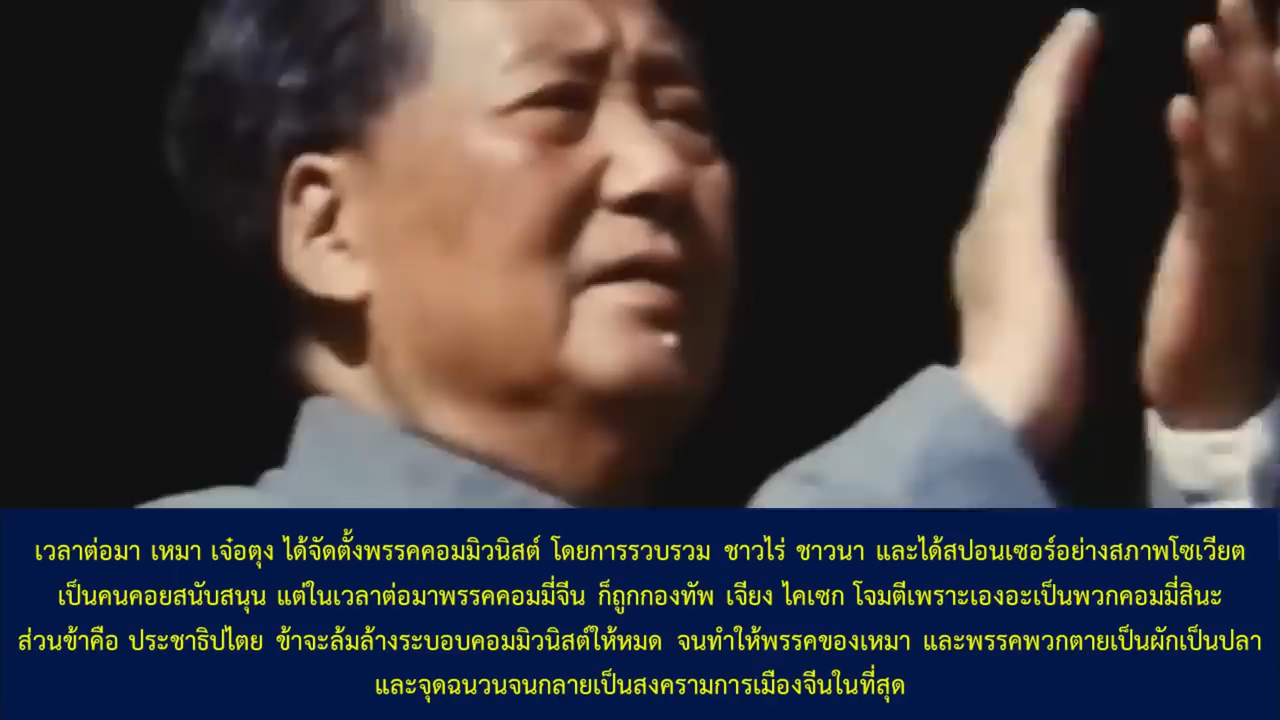 เวลาต่อมา เหมา เจ๋อตุง ได้จัดตั้งพรรคคอมมิวนิสต์ โดยการรวบรวม ชาวไร่ ชาวนา และได้สปอนเซอร์อย่างสภาพโซเวียต
เป็นคนคอยสนับสนุน แต่ในเวลาต่อมาพรรคคอมมี่จีน ก็ถูกกองทัพ เจียง ไคเซก โจมตีเพราะเองอะเป็นพวกคอมมี่สินะ
ส่วนข้าคือ ประชาธิปไตย ข้าจะล้มล้างระบอบคอมมิวนิสต์ให้หมด จนทำให้พรรคของเหมา และพรรคพวกตายเป็นผักเป็นปลา
และจุดฉนวนจนกลายเป็นสงครามการเมืองจีนในที่สุด